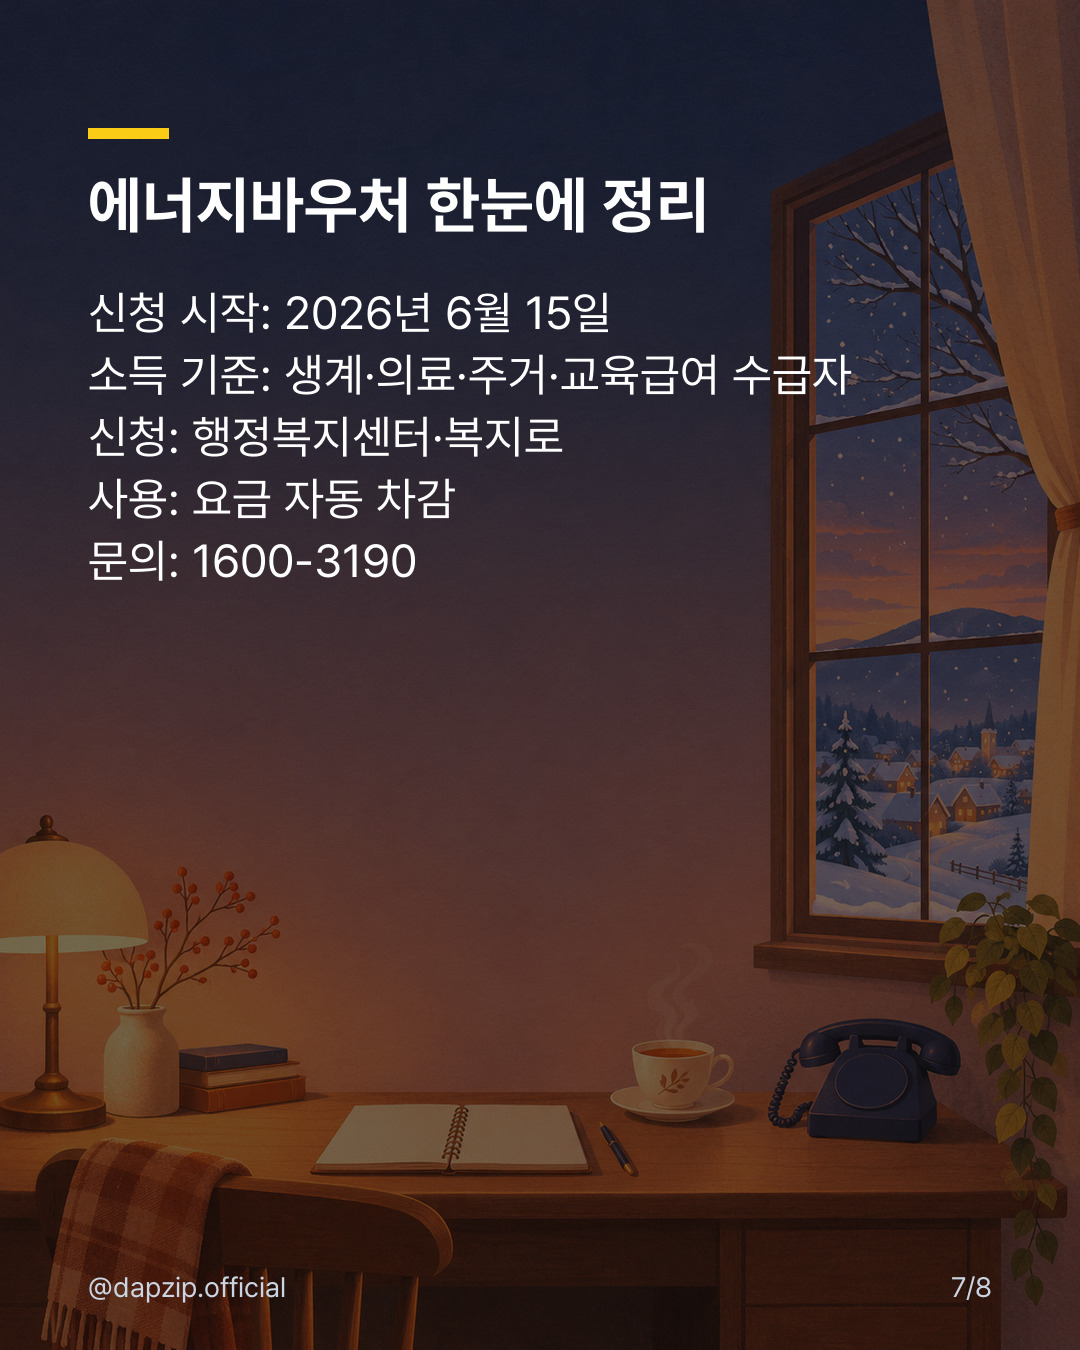 에너지바우처 한눈에 정리
신청 시작: 2026년 6월 15일
소득 기준: 생계·의료·주거·교육급여 수급자
신청: 행정복지센터·복지로
사용: 요금 자동 차감
문의: 1600-3190
@dapzip.official
7/8